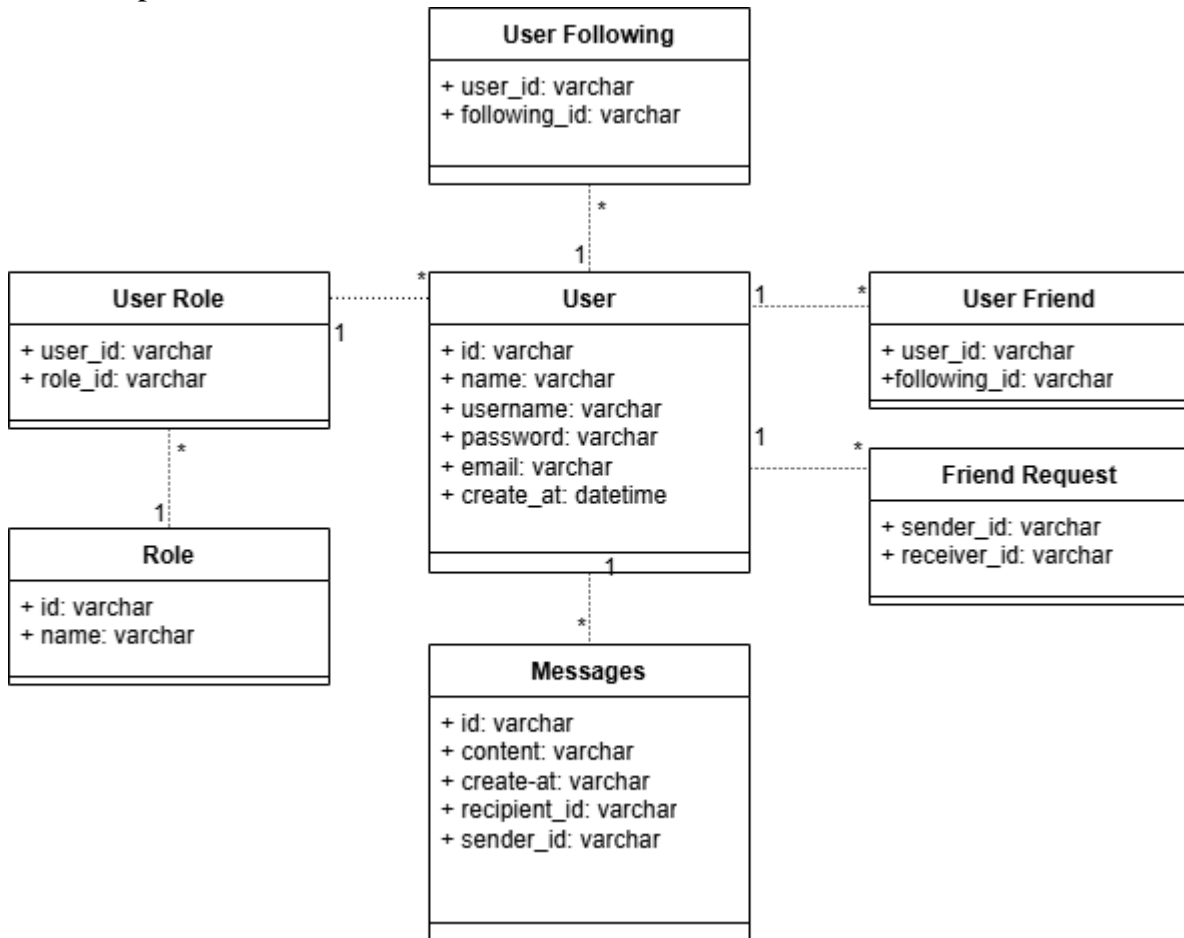 User Following
+ user_id: varchar
+ following_id: varchar
*
1
User Role
+ user_id: varchar
+ role_id: varchar
*
1
User
+ id: varchar
+ name: varchar
+ username: varchar
+ password: varchar
+ email: varchar
+ create_at: datetime
1
*
User Friend
+ user_id: varchar
+following_id: varchar
1
*
Friend Request
+ sender_id: varchar
+ receiver_id: varchar
*
1
Role
+ id: varchar
+ name: varchar
1
*
Messages
+ id: varchar
+ content: varchar
+ create-at: varchar
+ recipient_id: varchar
+ sender_id: varchar